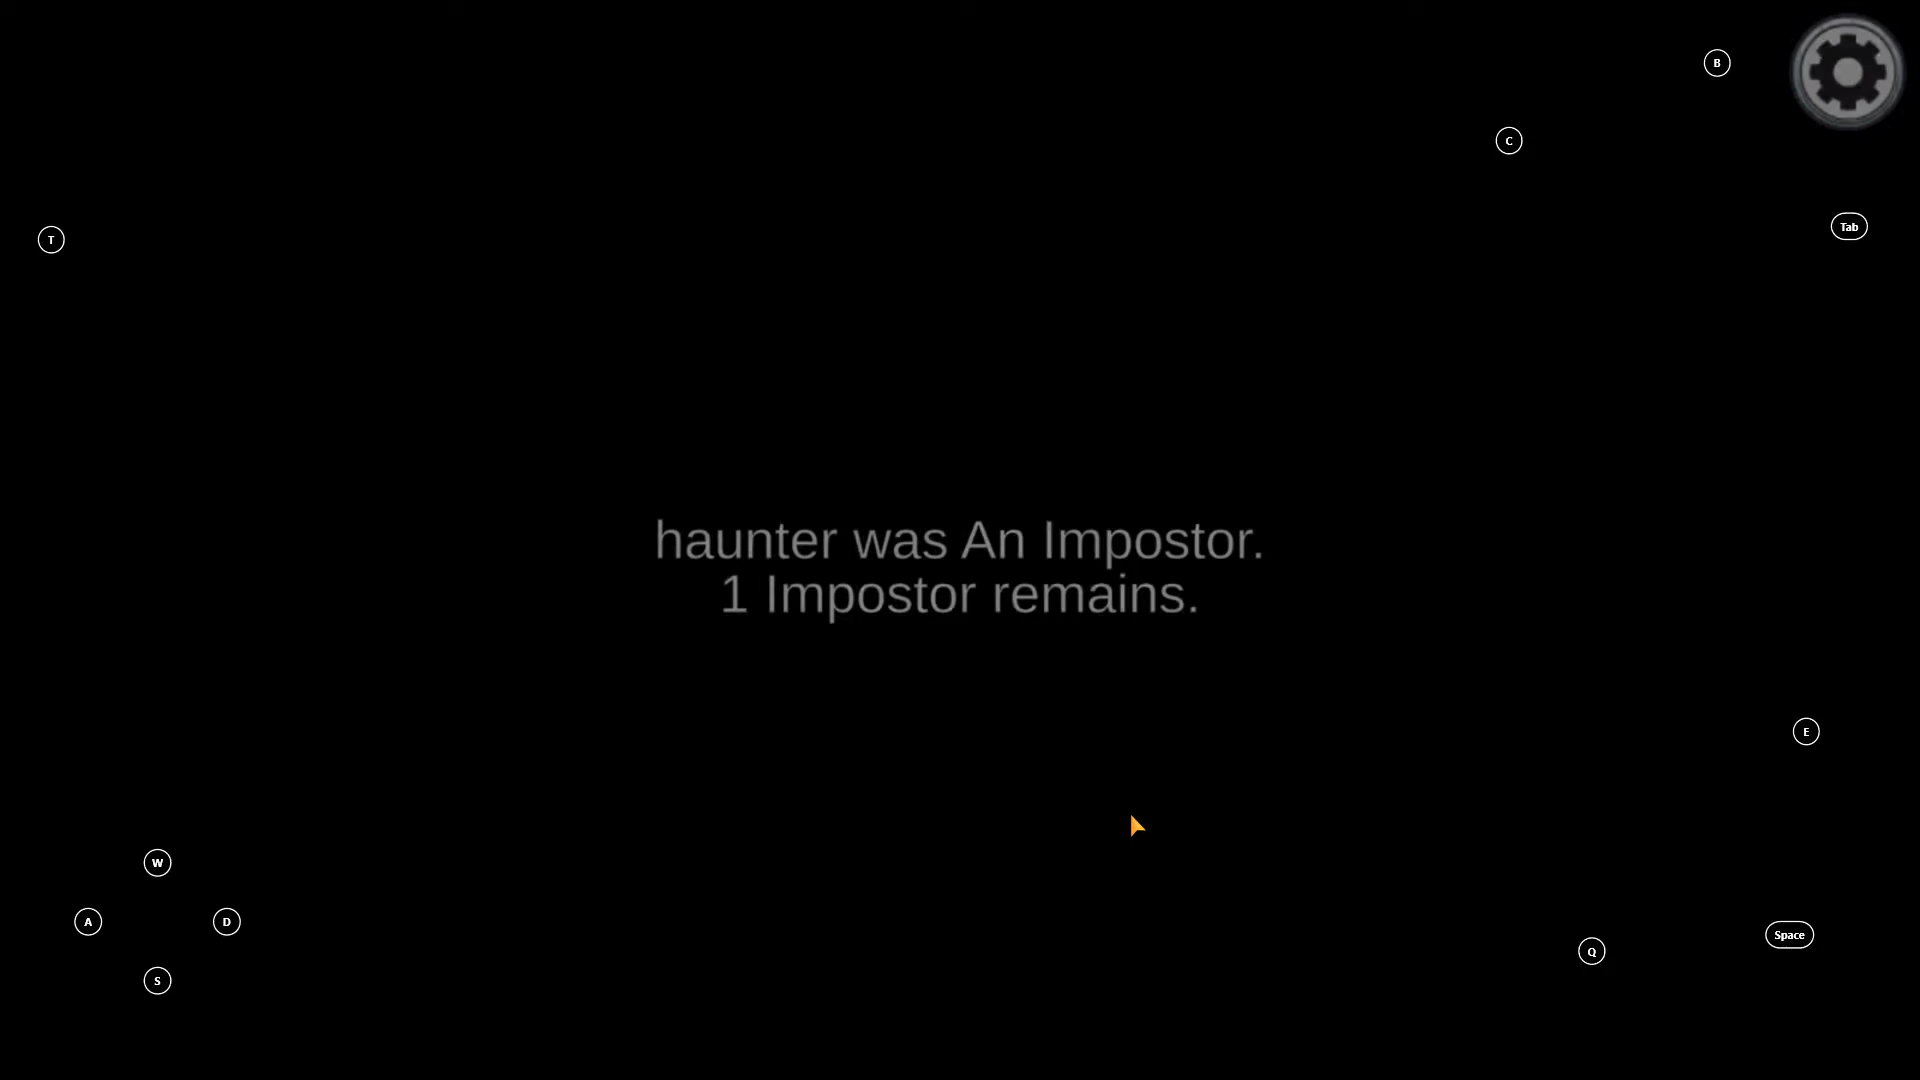 B
C
T
Tab
haunter was An Impostor.
1 Impostor remains.
E
W
A
D
Space
Q
S